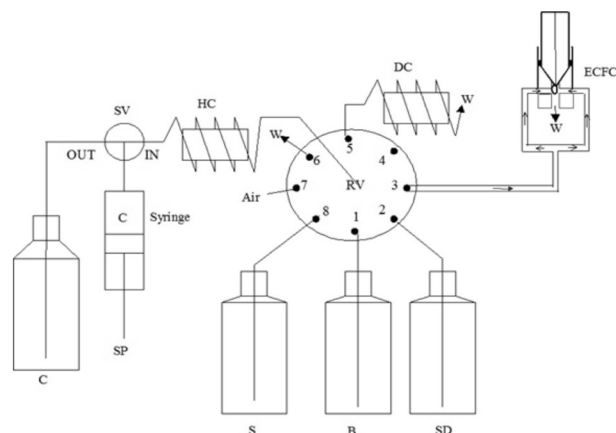 ECFC
DC
W
HC
SV
W
W
5
6
4
OUT
IN
RV
3
7
Air
C
Syringe
8
1
2
SP
C
S
B
SD